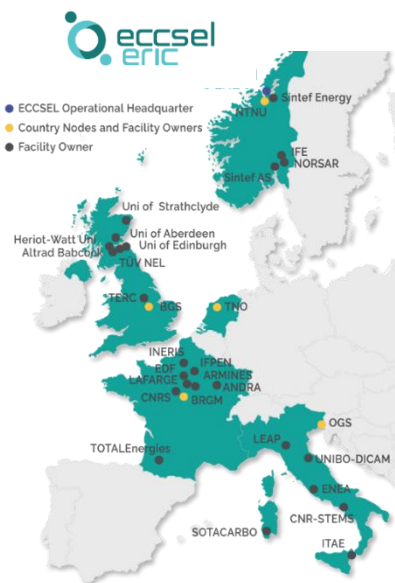 eccsel
eric
ECCSEL Operational Headquarter
Country Nodes and Facility Owners
Facility Owner
Sintef Energy
NTNU
IFE
NORSAR
Sintef AS
Uni of Strathclyde
Uni of Aberdeen
Heriot-Watt Uni
Uni of Edinburgh
Altrad Babcock
TÜV NEL
TERC
BGS
TNO
INERIS
IFPEN
EDF
ARMINES
LAFARGE
ANDRA
CNRS
BRGM
OGS
LEAP
TOTALEnergies
UNIBO-DICAM
ENEA
CNR-STEMS
SOTACARBO
ITAE